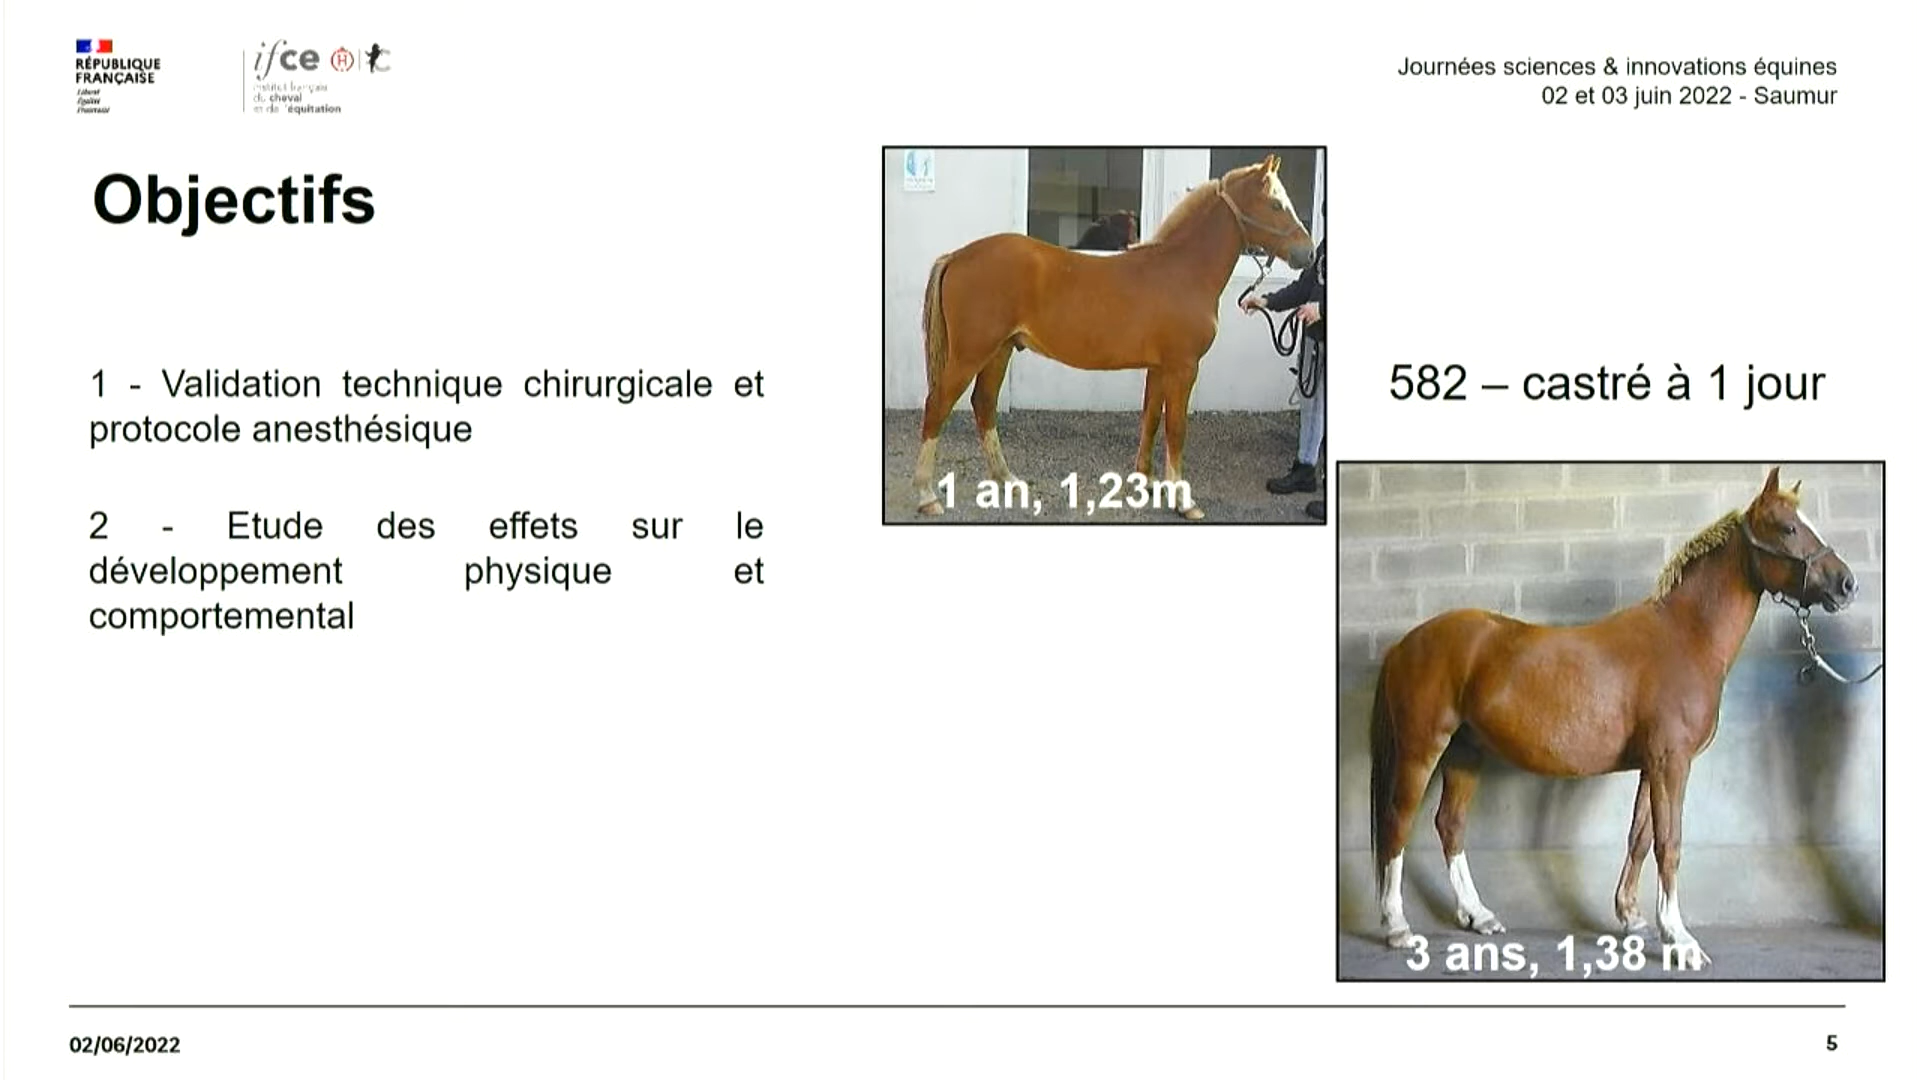 RÉPUBLIQUE
FRANÇAISE
Liberté
Égalité
Fraternité
ifce
institut français
du cheval
et de l'équitation
Journées sciences & innovations équines
02 et 03 juin 2022 - Saumur
Objectifs
1 - Validation technique chirurgicale et
protocole anesthésique
2 - Etude des effets sur le
développement physique et
comportemental
1 an, 1,23m
582 – castré à 1 jour
3 ans, 1,38 m
02/06/2022
5